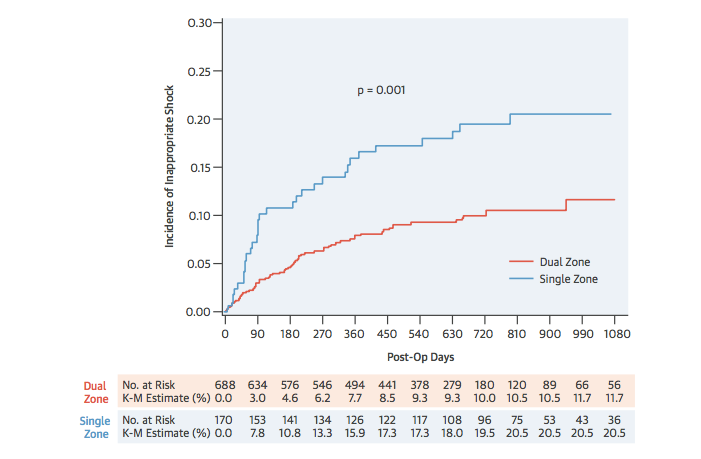 0.30
0.25
0.20
0.15
0.10
0.05
0.00
Incidence of Inappropriate Shock
p = 0.001
Dual Zone
Single Zone
0 90 180 270 360 450 540 630 720 810 900 990 1080
Post-Op Days
Dual Zone
No. at Risk 688 634 576 546 494 441 378 279 180 120 89 66 56
K-M Estimate (%) 0.0 3.0 4.6 6.2 7.7 8.5 9.3 9.3 10.0 10.5 10.5 11.7 11.7
Single Zone
No. at Risk 170 153 141 134 126 122 117 108 96 75 53 43 36
K-M Estimate (%) 0.0 7.8 10.8 13.3 15.9 17.3 17.3 18.0 19.5 20.5 20.5 20.5 20.5